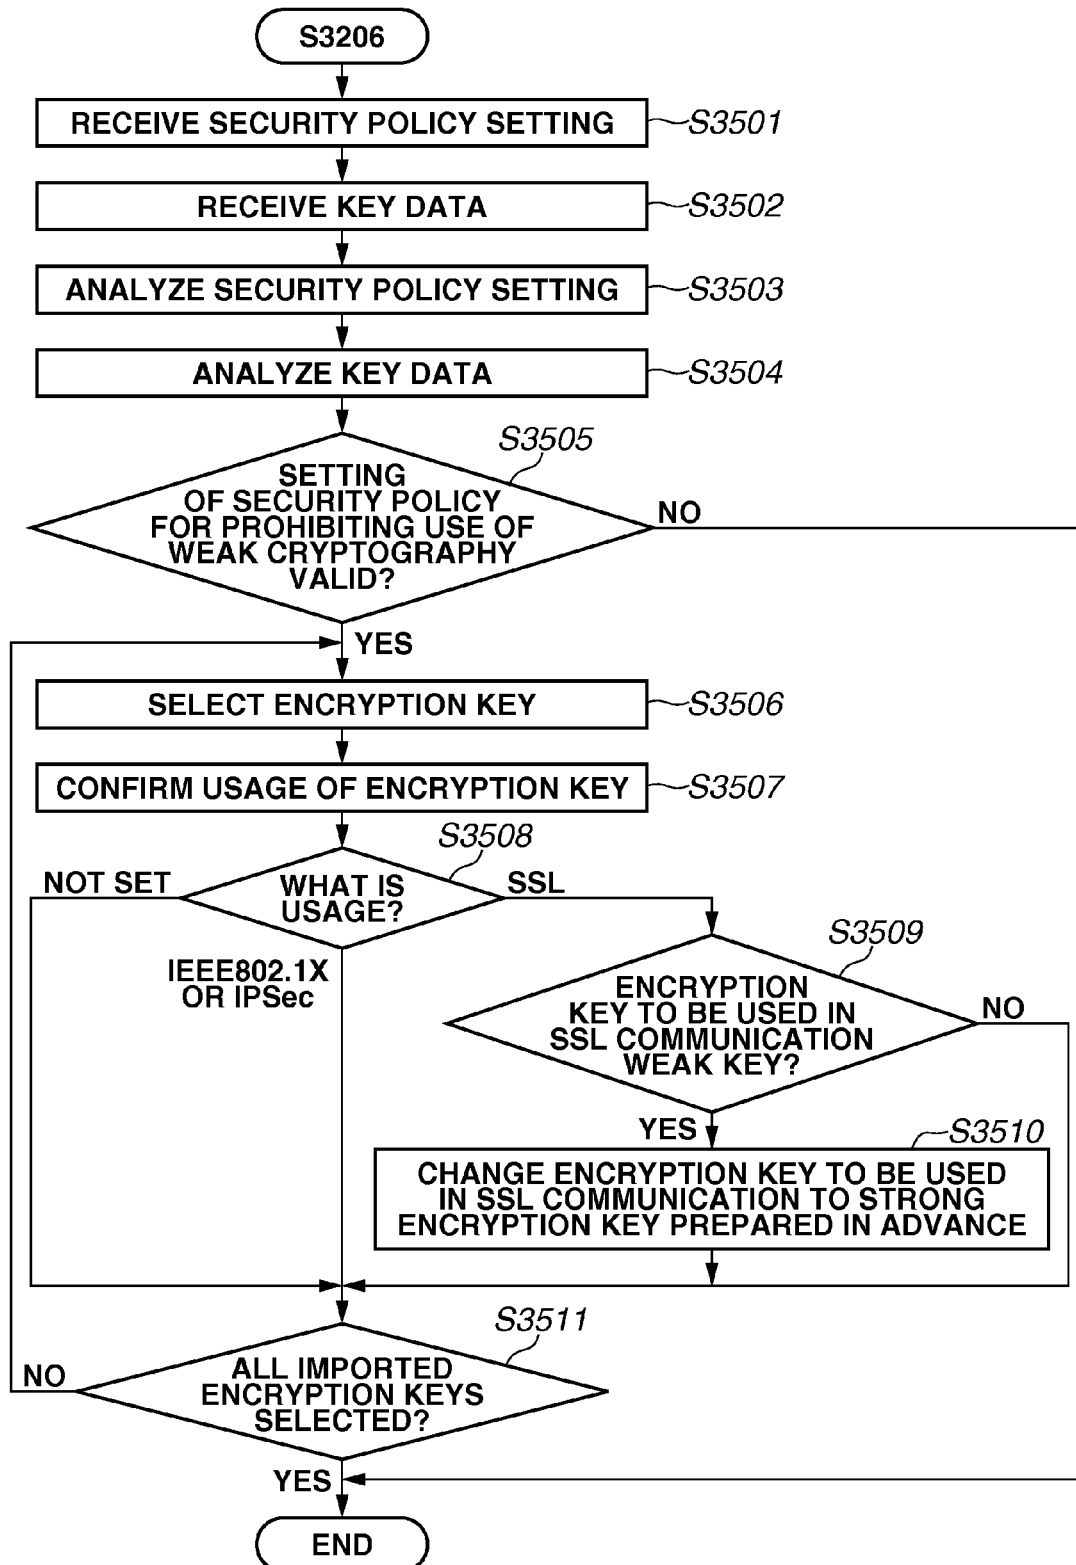 S3206
RECEIVE SECURITY POLICY SETTING
S3501
RECEIVE KEY DATA
S3502
ANALYZE SECURITY POLICY SETTING
S3503
ANALYZE KEY DATA
S3504
S3505
SETTING
OF SECURITY POLICY
FOR PROHIBITING USE OF
WEAK CRYPTOGRAPHY
VALID?
NO
YES
SELECT ENCRYPTION KEY
S3506
CONFIRM USAGE OF ENCRYPTION KEY
S3507
S3508
NOT SET
WHAT IS
USAGE?
SSL
IEEE802.1X
OR IPSec
S3509
ENCRYPTION
KEY TO BE USED IN
SSL COMMUNICATION
WEAK KEY?
NO
YES
S3510
CHANGE ENCRYPTION KEY TO BE USED
IN SSL COMMUNICATION TO STRONG
ENCRYPTION KEY PREPARED IN ADVANCE
S3511
ALL IMPORTED
ENCRYPTION KEYS
SELECTED?
NO
YES
END